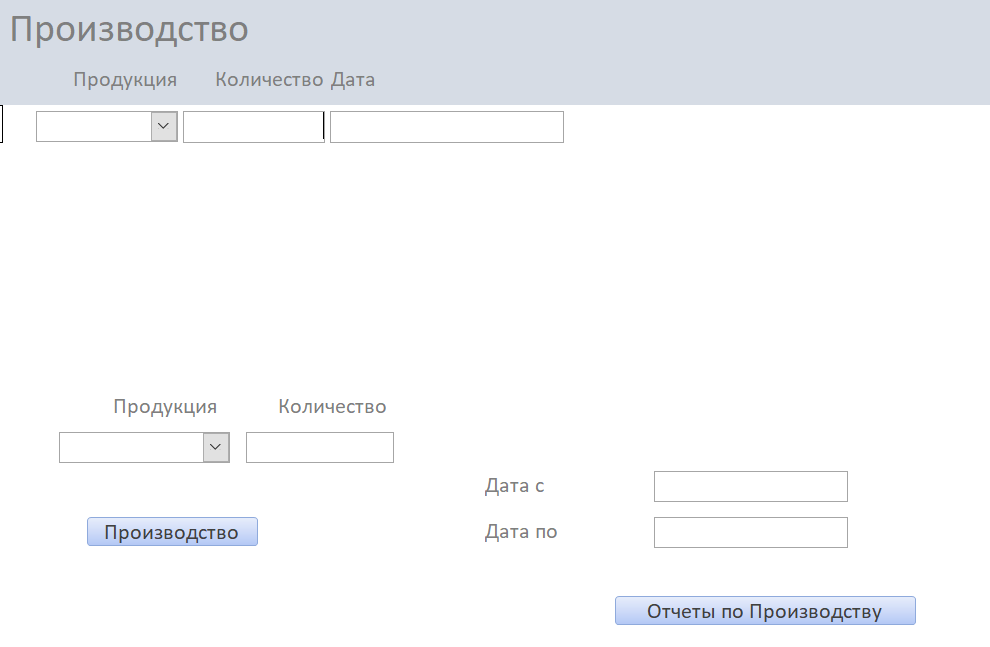 Производство
Продукция Количество Дата
Продукция Количество
Дата с
Дата по
Производство
Отчеты по Производству